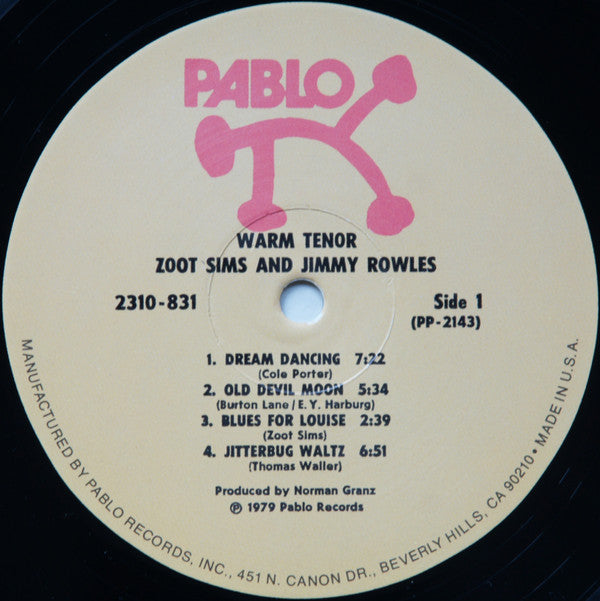 PABLO
WARM TENOR
ZOOT SIMS AND JIMMY ROWLES
2310-831
Side 1
(PP-2143)
1. DREAM DANCING 7:22
(Cole Porter)
2. OLD DEVIL MOON 5:34
(Burton Lane/E. Y. Harburg)
3. BLUES FOR LOUISE 2:39
(Zoot Sims)
4. JITTERBUG WALTZ 6:51
(Thomas Waller)
Produced by Norman Granz
℗ 1979 Pablo Records
MANUFACTURED BY PABLO RECORDS, INC., 451 N. CANON DR., BEVERLY HILLS, CA 90210 • MADE IN U.S.A.